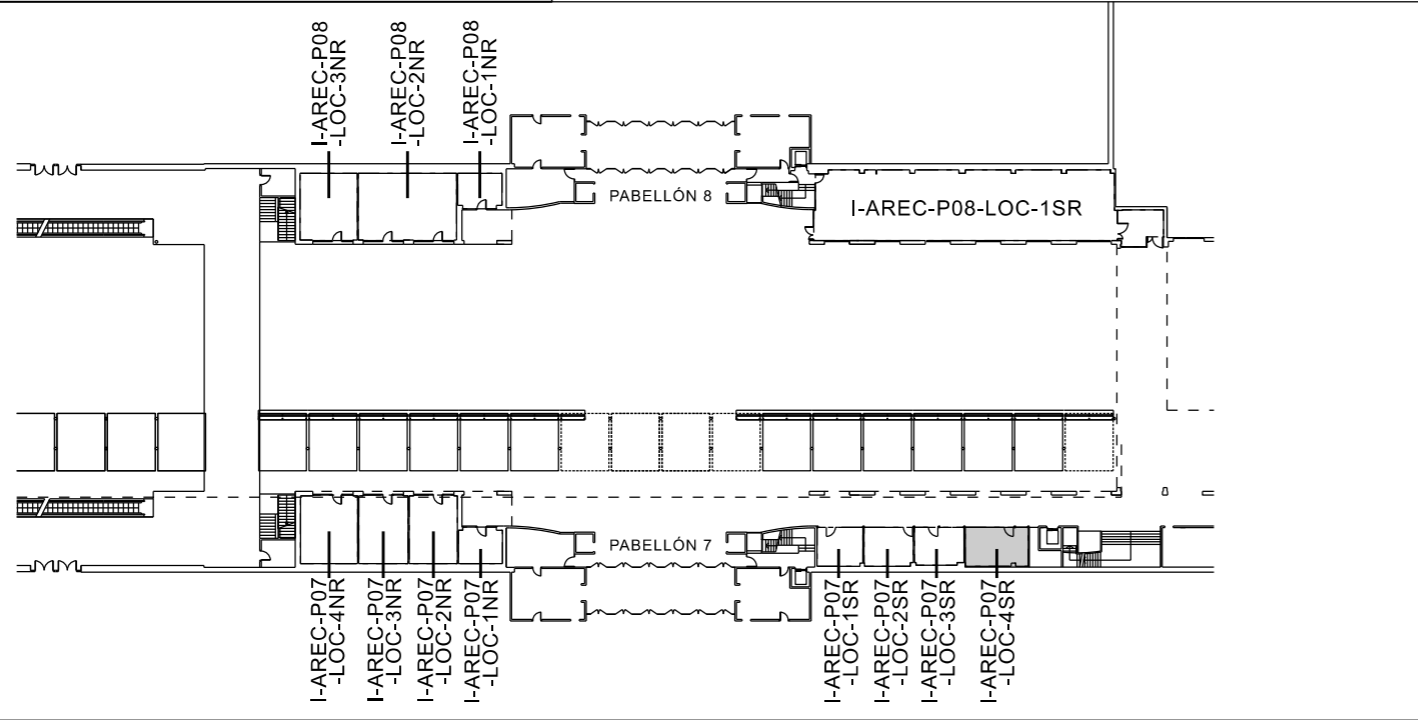 I-AREC-P08
-LOC-3NR
I-AREC-P08
-LOC-2NR
I-AREC-P08
-LOC-1NR
PABELLÓN 8
I-AREC-P08-LOC-1SR
PABELLÓN 7
I-AREC-P07
-LOC-4NR
I-AREC-P07
-LOC-3NR
I-AREC-P07
-LOC-2NR
I-AREC-P07
-LOC-1NR
I-AREC-P07
-LOC-1SR
I-AREC-P07
-LOC-2SR
I-AREC-P07
-LOC-3SR
I-AREC-P07
-LOC-4SR